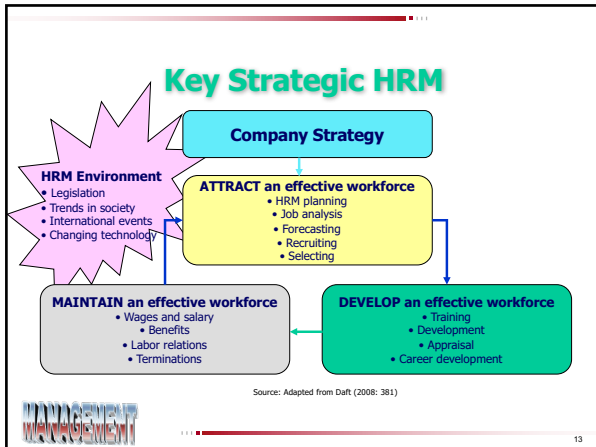 Key Strategic HRM
Company Strategy
HRM Environment
• Legislation
• Trends in society
• International events
• Changing technology
ATTRACT an effective workforce
• HRM planning
• Job analysis
• Forecasting
• Recruiting
• Selecting
MAINTAIN an effective workforce
• Wages and salary
• Benefits
• Labor relations
• Terminations
DEVELOP an effective workforce
• Training
• Development
• Appraisal
• Career development
Source: Adapted from Daft (2008: 381)
MANAGEMENT
13